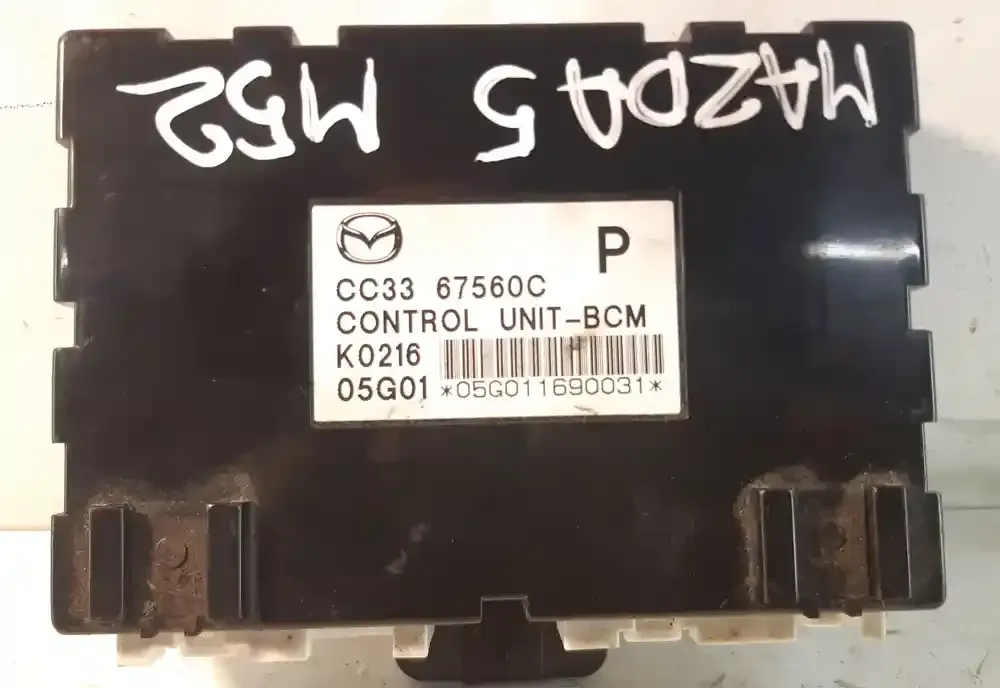 MAZDA 5 M52
P
CC33 67560C
CONTROL UNIT-BCM
K0216
05G01 *05G011690031*